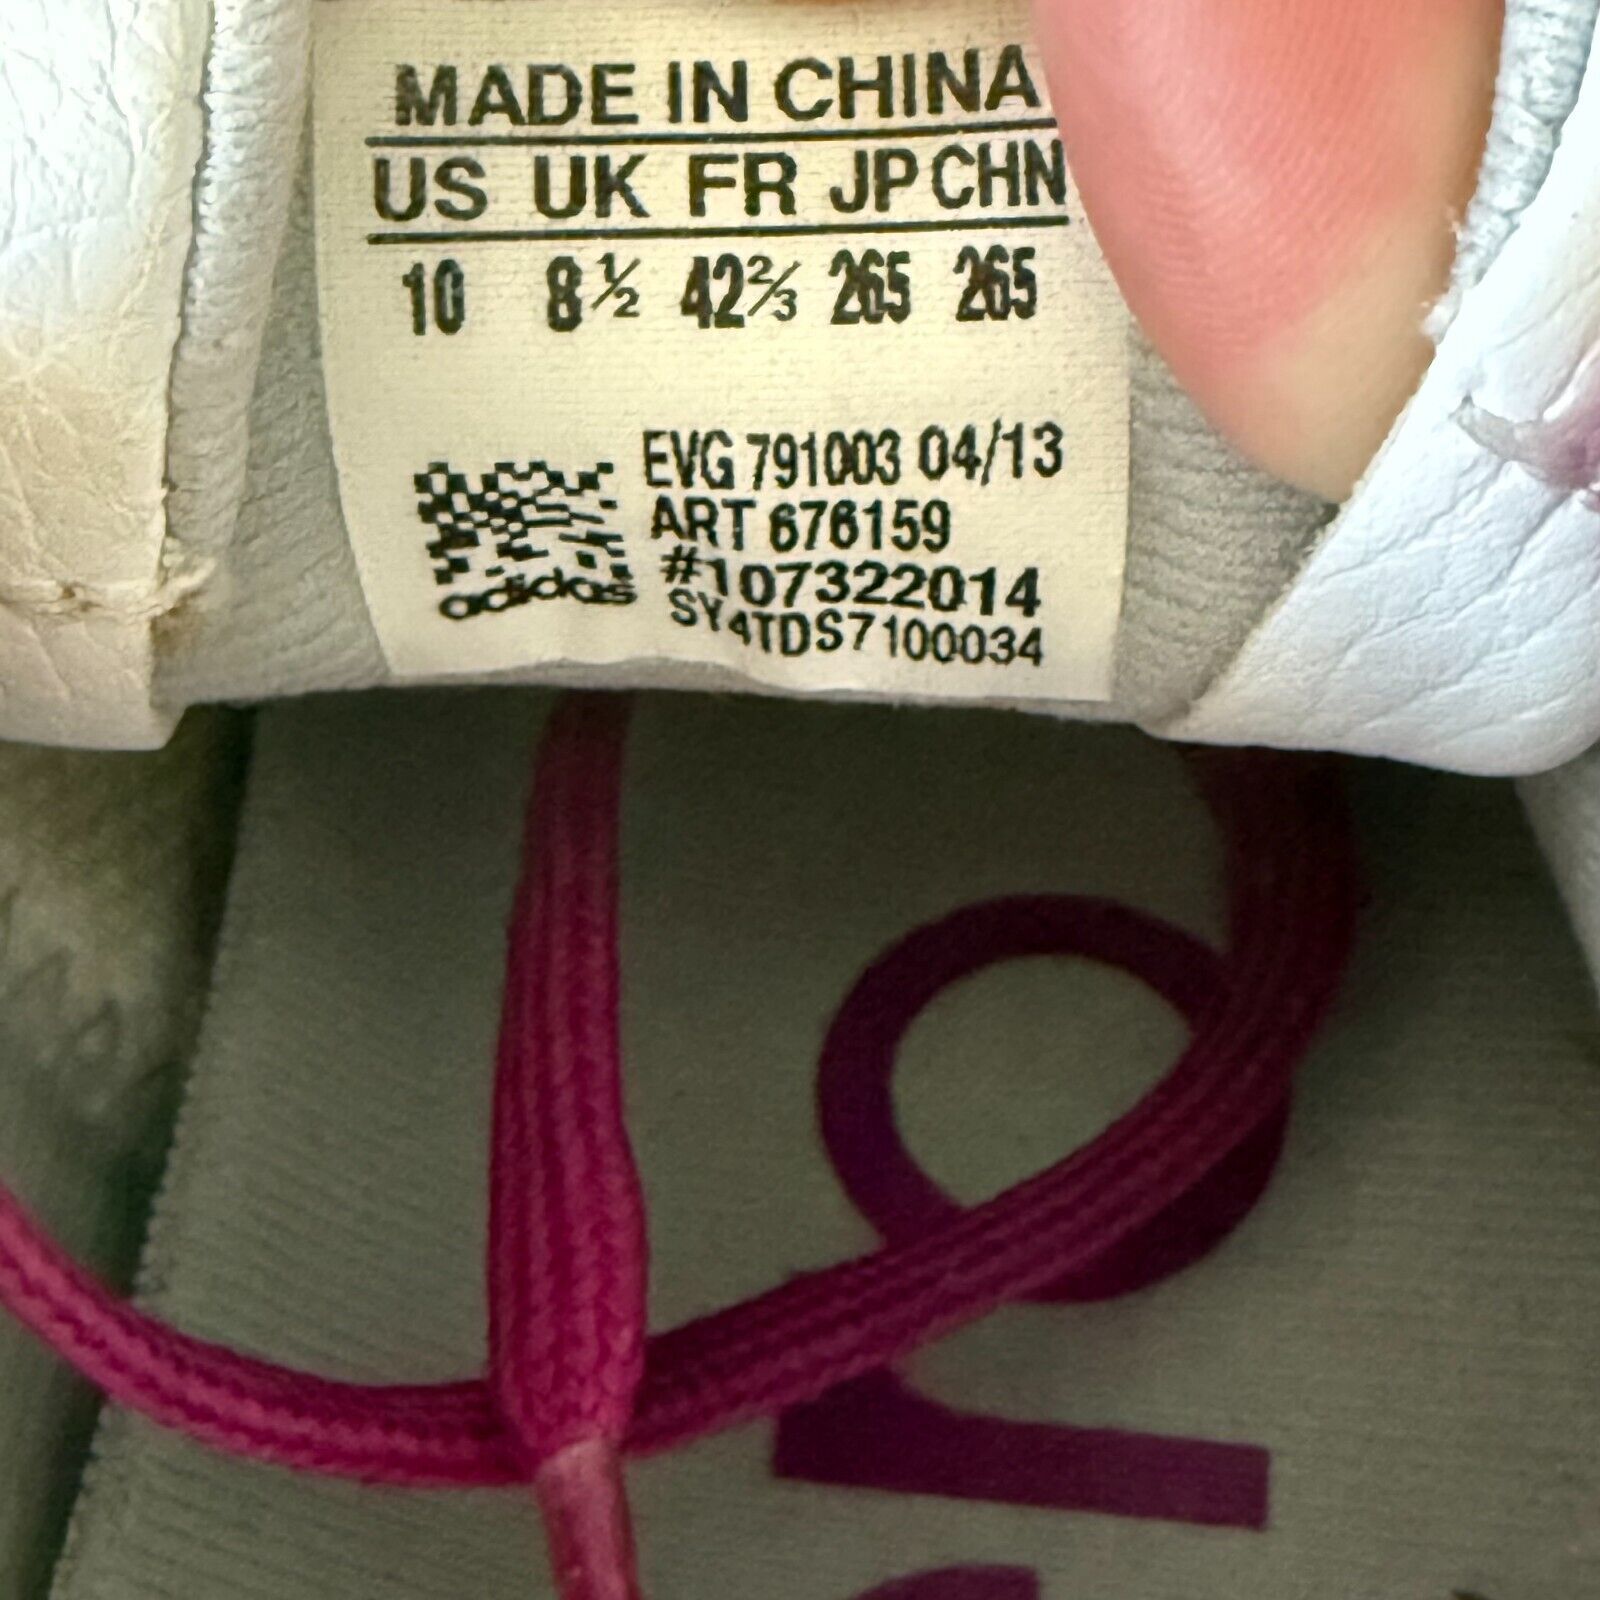 MADE IN CHINA
US UK FR JP CHN
10 8½ 42⅔ 265 265
EVG 791003 04/13
ART 676159
#107322014
SY4TDS7100034
adidas